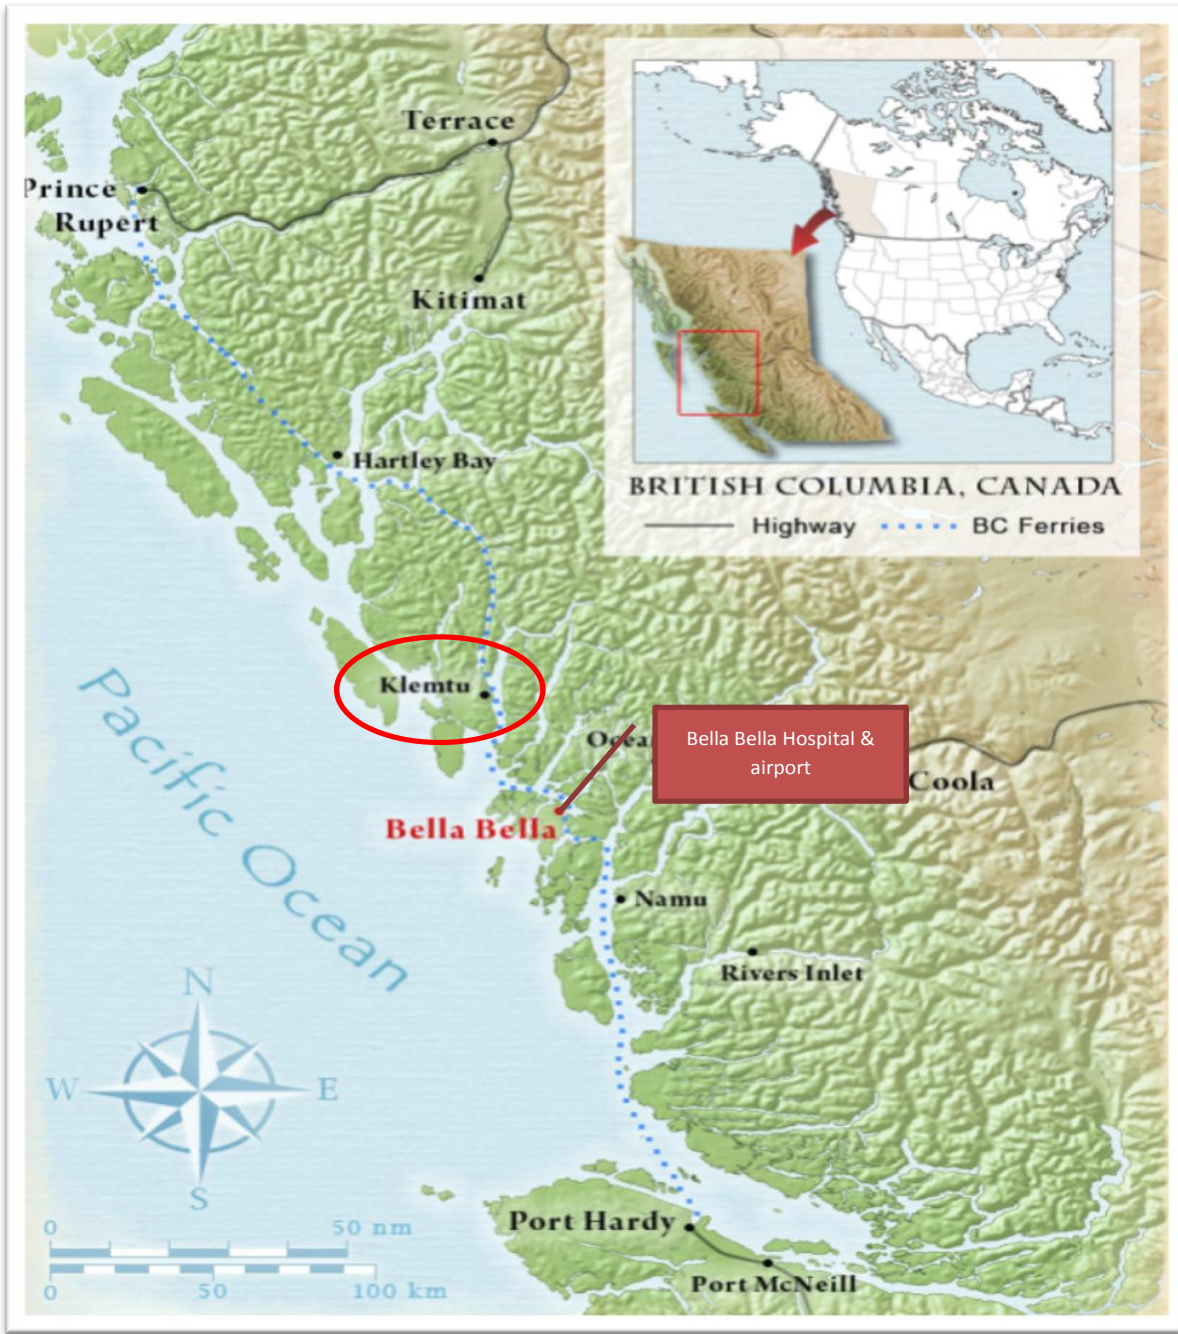 Terrace
Prince
Rupert
Kitimat
BRITISH COLUMBIA, CANADA
Highway
BC Ferries
Hartley Bay
Klemtu
Bella Bella Hospital &
airport
Coola
Bella Bella
Namu
Rivers Inlet
Pacific Ocean
N
W
E
S
0
50 nm
0
50
100 km
Port Hardy
Port McNeill